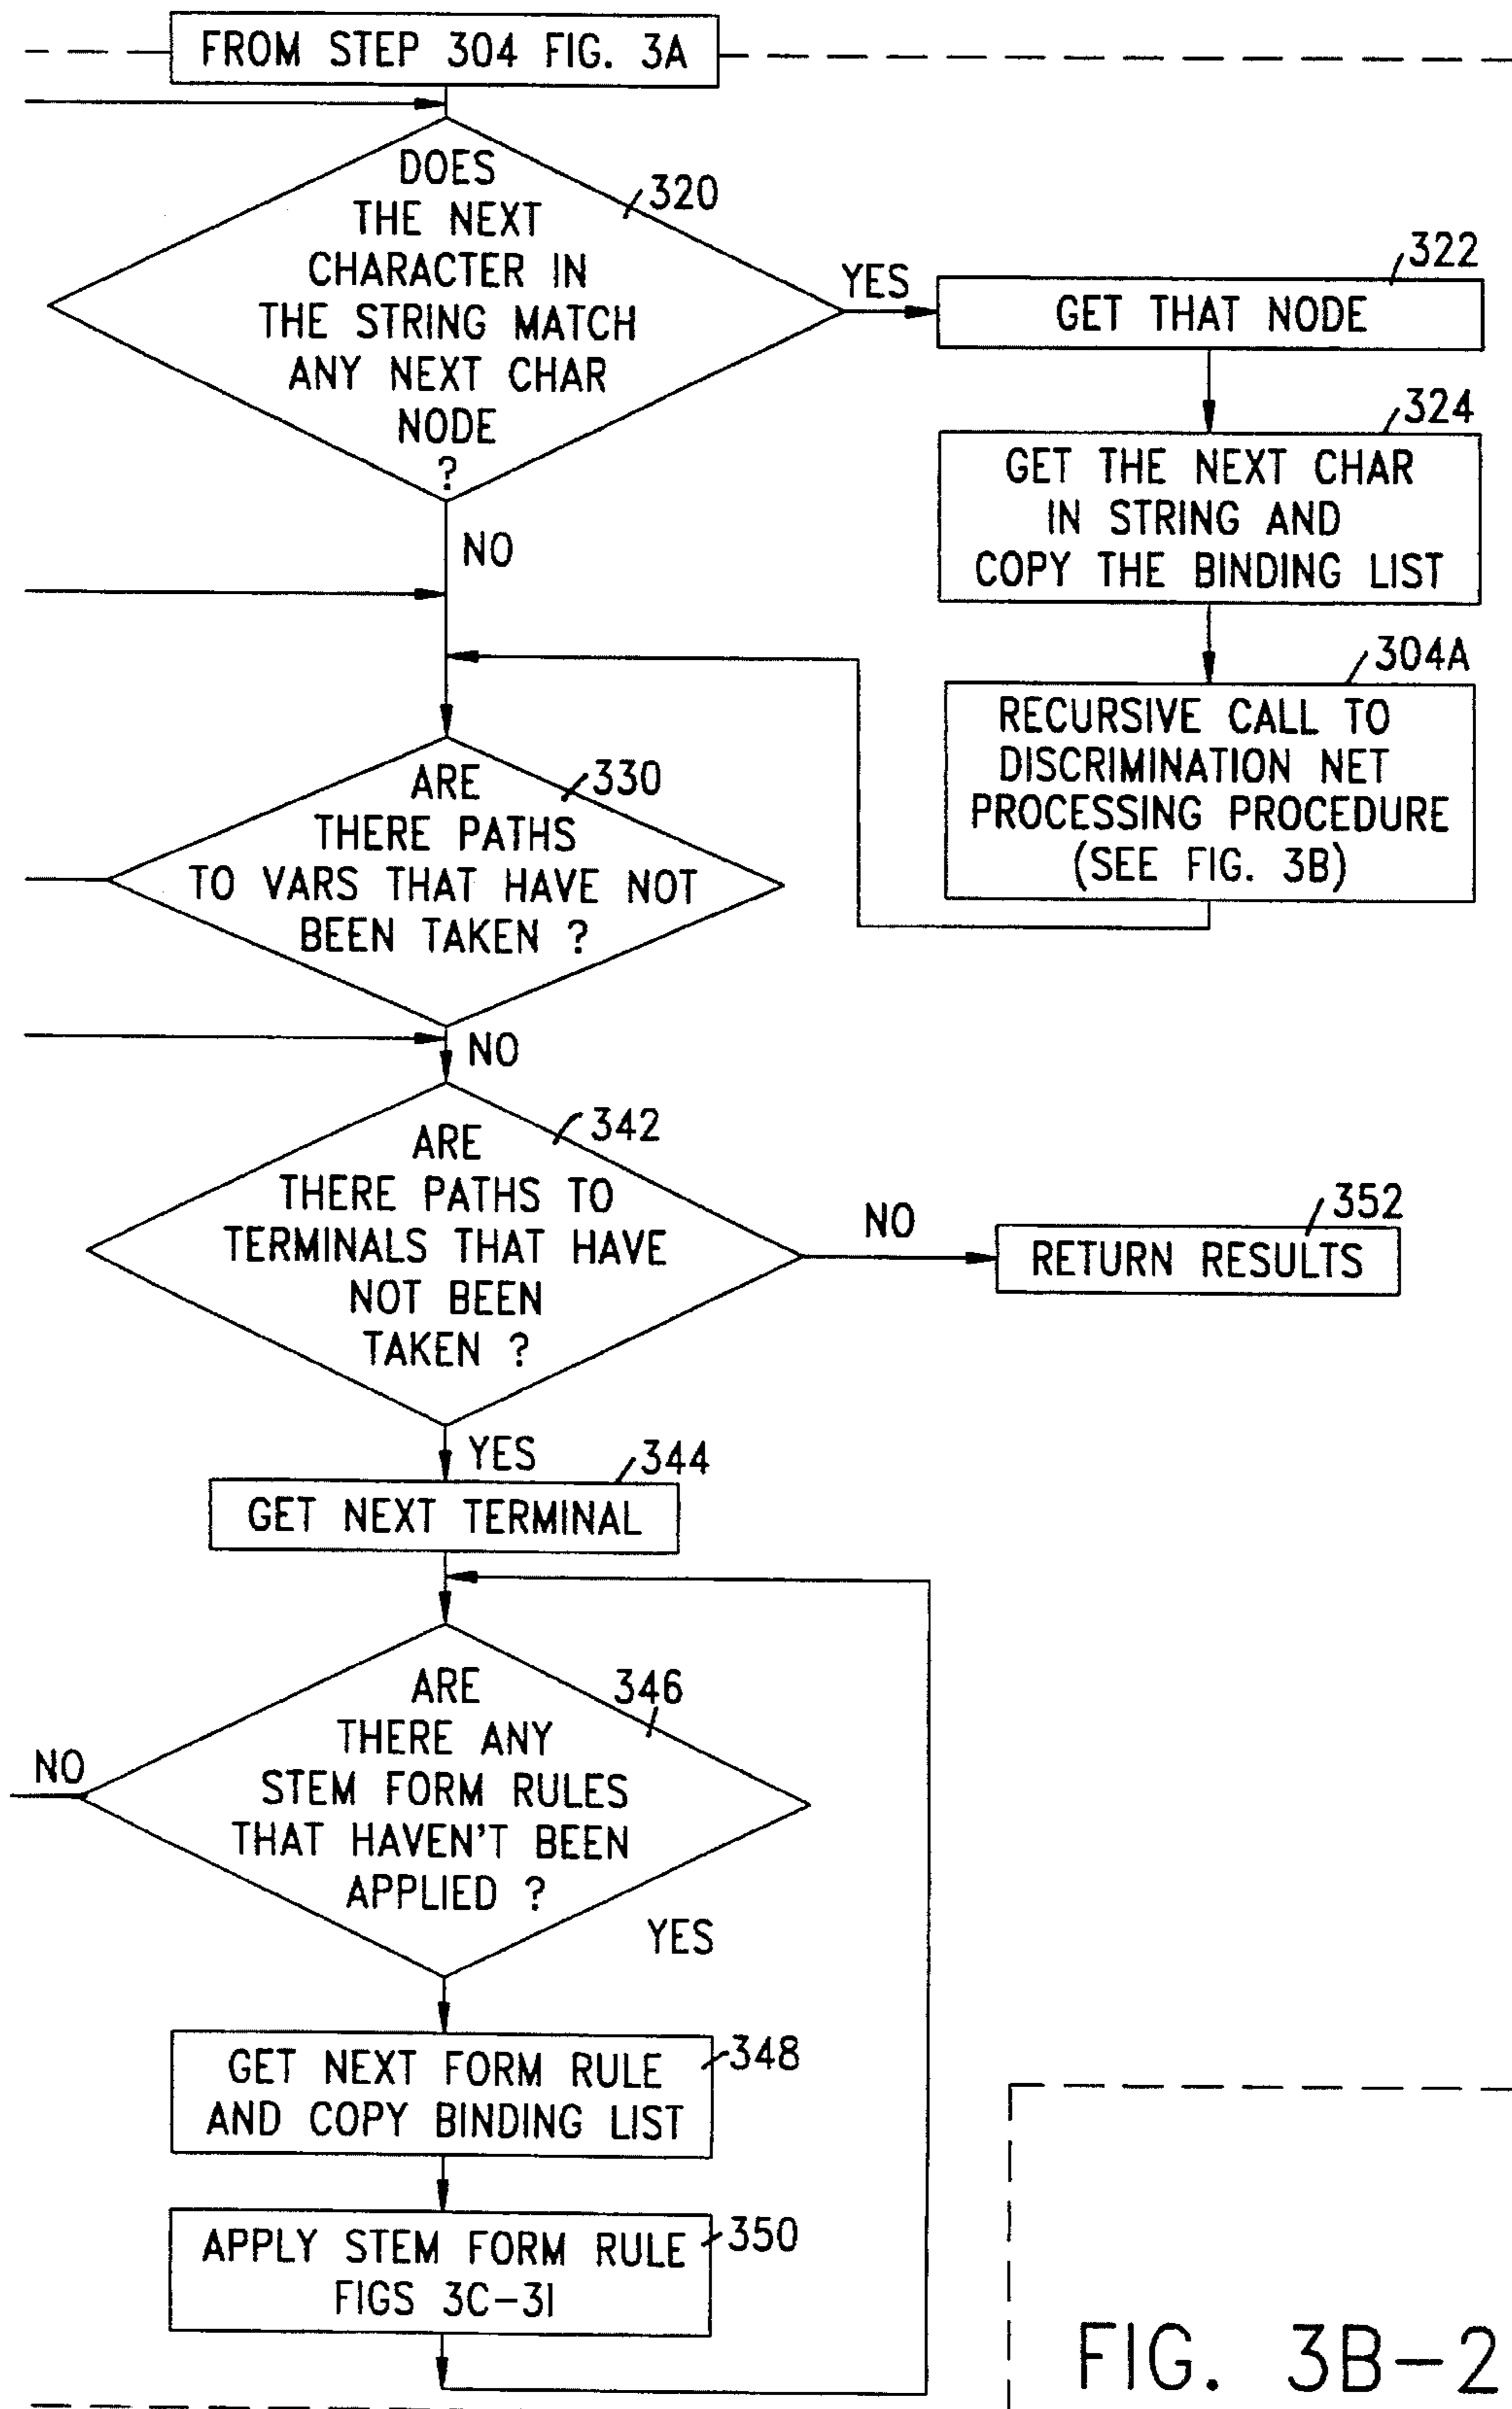 FROM STEP 304 FIG. 3A
DOES
THE NEXT
CHARACTER IN
THE STRING MATCH
ANY NEXT CHAR
NODE
?
320
YES
NO
322
GET THAT NODE
324
GET THE NEXT CHAR
IN STRING AND
COPY THE BINDING LIST
304A
RECURSIVE CALL TO
DISCRIMINATION NET
PROCESSING PROCEDURE
(SEE FIG. 3B)
330
ARE
THERE PATHS
TO VARS THAT HAVE NOT
BEEN TAKEN ?
NO
342
ARE
THERE PATHS TO
TERMINALS THAT HAVE
NOT BEEN
TAKEN ?
NO
352
RETURN RESULTS
YES
344
GET NEXT TERMINAL
346
ARE
THERE ANY
STEM FORM RULES
THAT HAVEN'T BEEN
APPLIED ?
NO
YES
348
GET NEXT FORM RULE
AND COPY BINDING LIST
350
APPLY STEM FORM RULE
FIGS 3C-3I
FIG. 3B-2